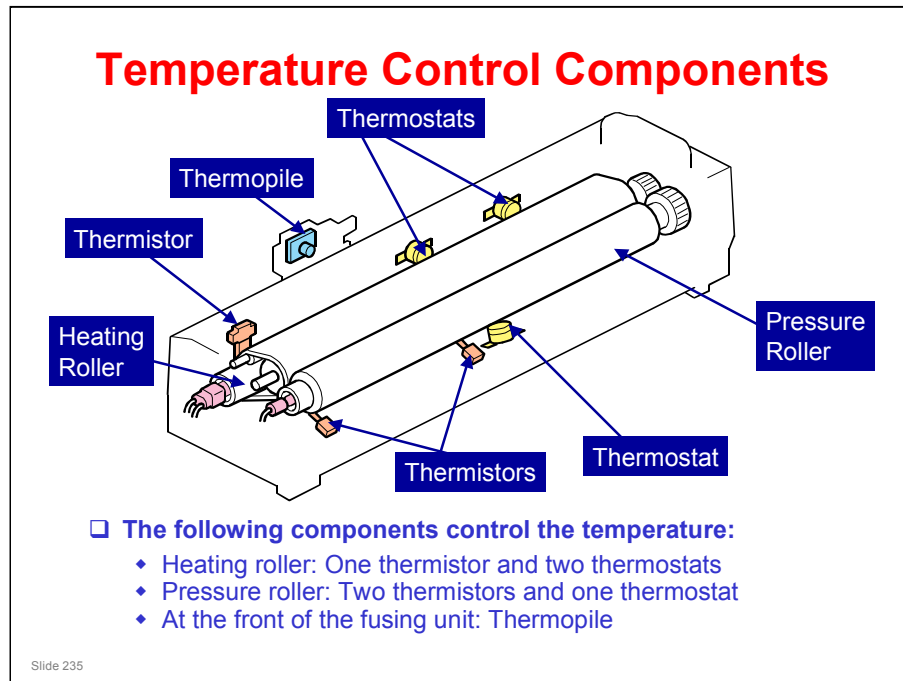 Temperature Control Components
Thermostats
Thermopile
Thermistor
Heating
Roller
Pressure
Roller
Thermistors
Thermostat
❑ The following components control the temperature:
◆ Heating roller: One thermistor and two thermostats
◆ Pressure roller: Two thermistors and one thermostat
◆ At the front of the fusing unit: Thermopile
Slide 235